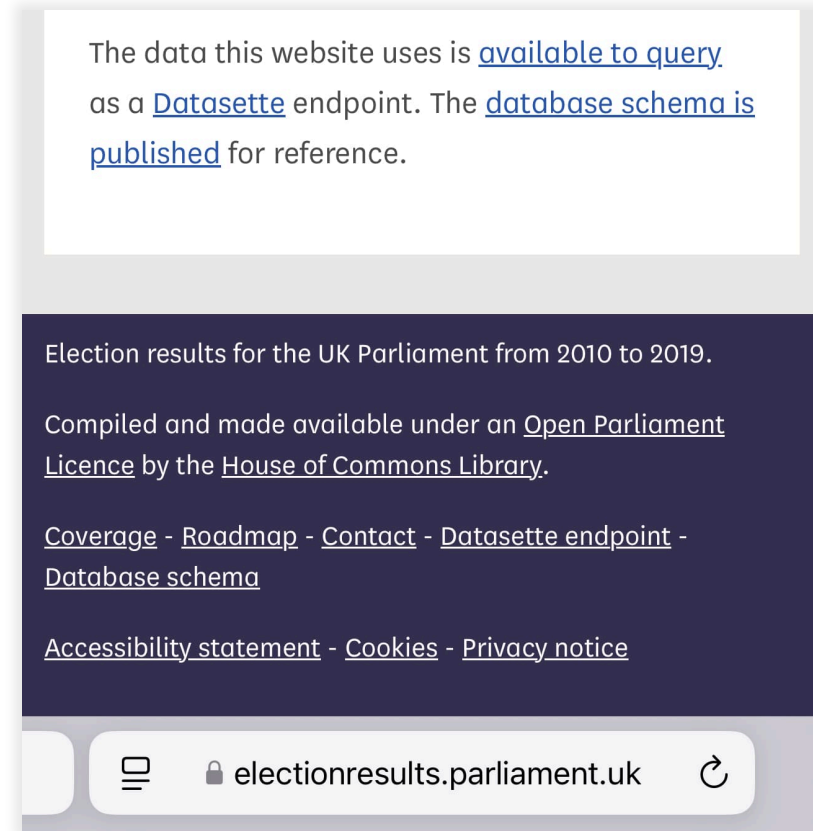 The data this website uses is available to query
as a Datasette endpoint. The database schema is
published for reference.
Election results for the UK Parliament from 2010 to 2019.
Compiled and made available under an Open Parliament
Licence by the House of Commons Library.
Coverage - Roadmap - Contact - Datasette endpoint -
Database schema
Accessibility statement - Cookies - Privacy notice
electionresults.parliament.uk